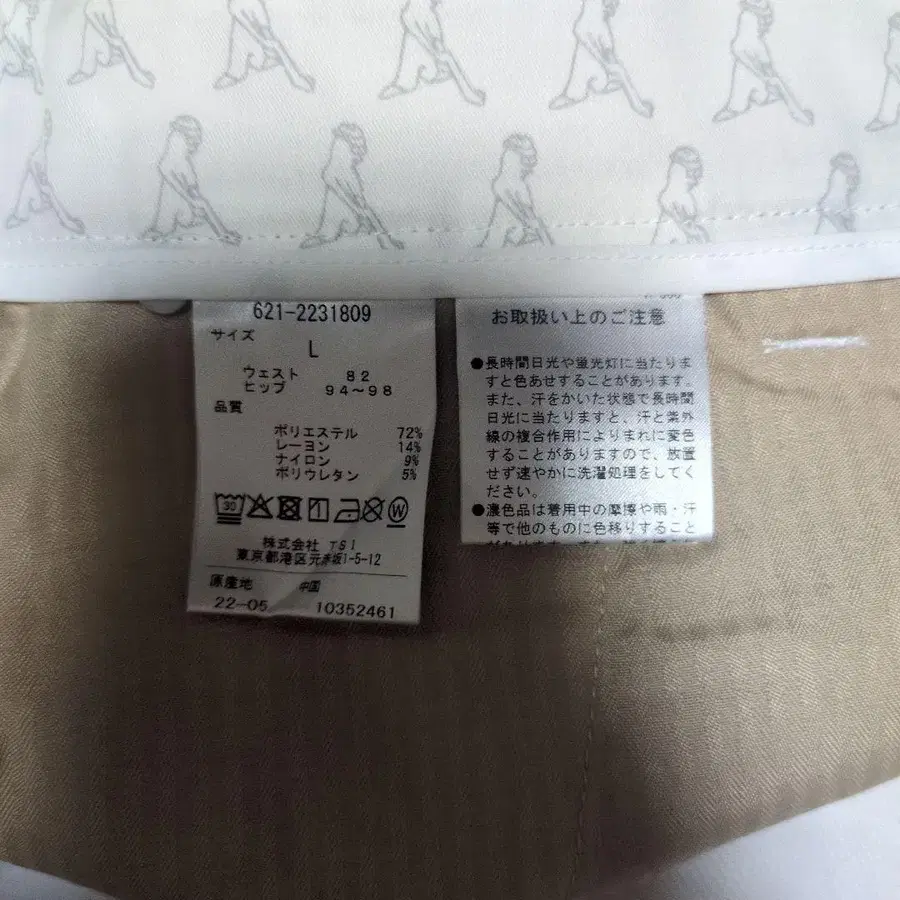 621-2231809
サイズ
L
ウェスト 82
ヒップ 94～98
品質
ポリエステル 72%
レーヨン 14%
ナイロン 9%
ポリウレタン 5%
30
W
株式会社 TSI
東京都港区元赤坂1-5-12
原産地 中国
22-05 10352461
お取扱い上のご注意
●長時間日光や蛍光灯に当たりま
すと色あせすることがあります。
また、汗をかいた状態で長時間
日光に当たりますと、汗と紫外
線の複合作用によりまれに変色
することがありますので、放置
せず速やかに洗濯処理をしてく
ださい。
●濃色品は着用中の摩擦や雨・汗
等で他のものに色移りすること
があります。また、